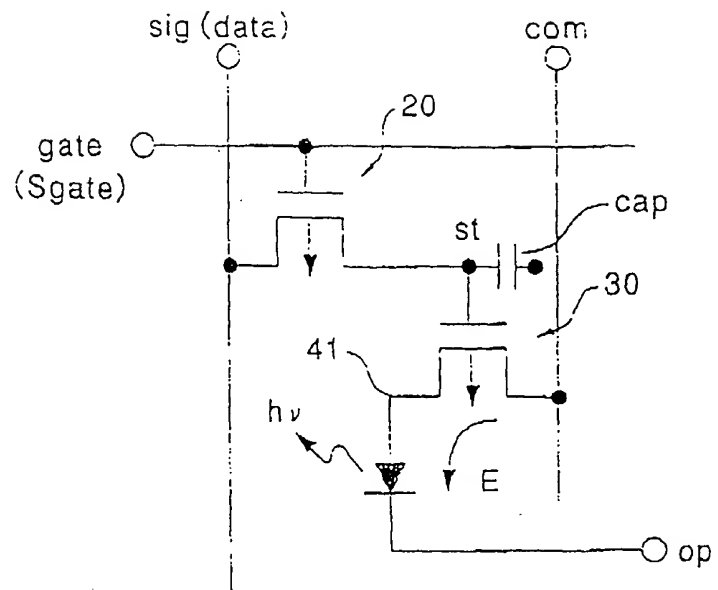 sig (data)
com
20
gate
(Sgate)
cap
st
30
41
hν
E
op